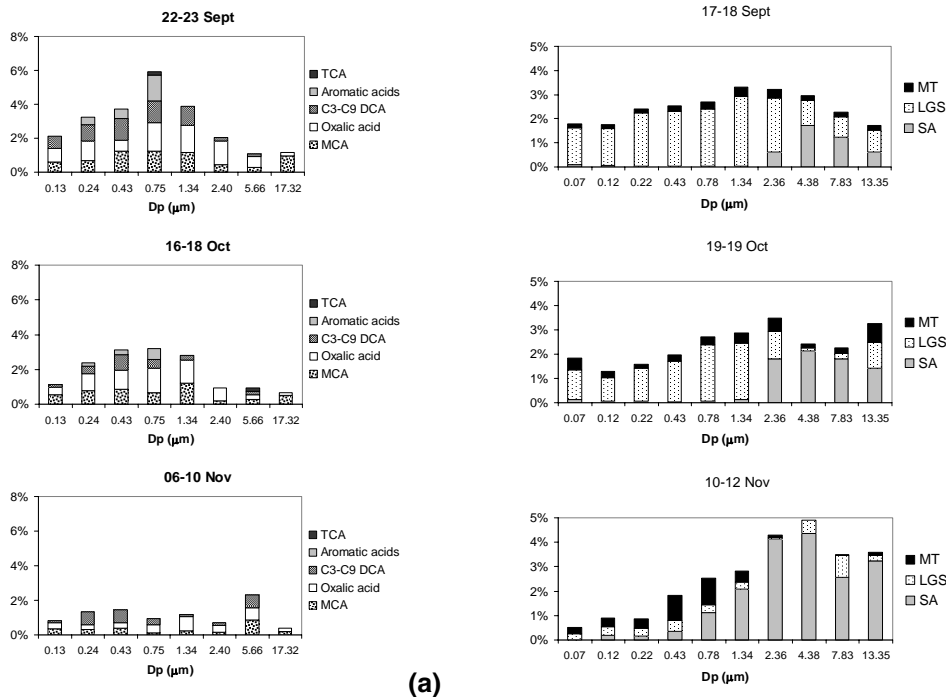 22-23 Sept
8%
6%
4%
2%
0%
0.13 0.24 0.43 0.75 1.34 2.40 5.66 17.32
Dp (µm)
TCA
Aromatic acids
C3-C9 DCA
Oxalic acid
MCA
17-18 Sept
5%
4%
3%
2%
1%
0%
0.07 0.12 0.22 0.43 0.78 1.34 2.36 4.38 7.83 13.35
Dp (µm)
MT
LGS
SA
16-18 Oct
8%
6%
4%
2%
0%
0.13 0.24 0.43 0.75 1.34 2.40 5.66 17.32
Dp (µm)
TCA
Aromatic acids
C3-C9 DCA
Oxalic acid
MCA
19-19 Oct
5%
4%
3%
2%
1%
0%
0.07 0.12 0.22 0.43 0.78 1.34 2.36 4.38 7.83 13.35
Dp (µm)
MT
LGS
SA
06-10 Nov
8%
6%
4%
2%
0%
0.13 0.24 0.43 0.75 1.34 2.40 5.66 17.32
Dp (µm)
TCA
Aromatic acids
C3-C9 DCA
Oxalic acid
MCA
10-12 Nov
5%
4%
3%
2%
1%
0%
0.07 0.12 0.22 0.43 0.78 1.34 2.36 4.38 7.83 13.35
Dp (µm)
MT
LGS
SA
(a)